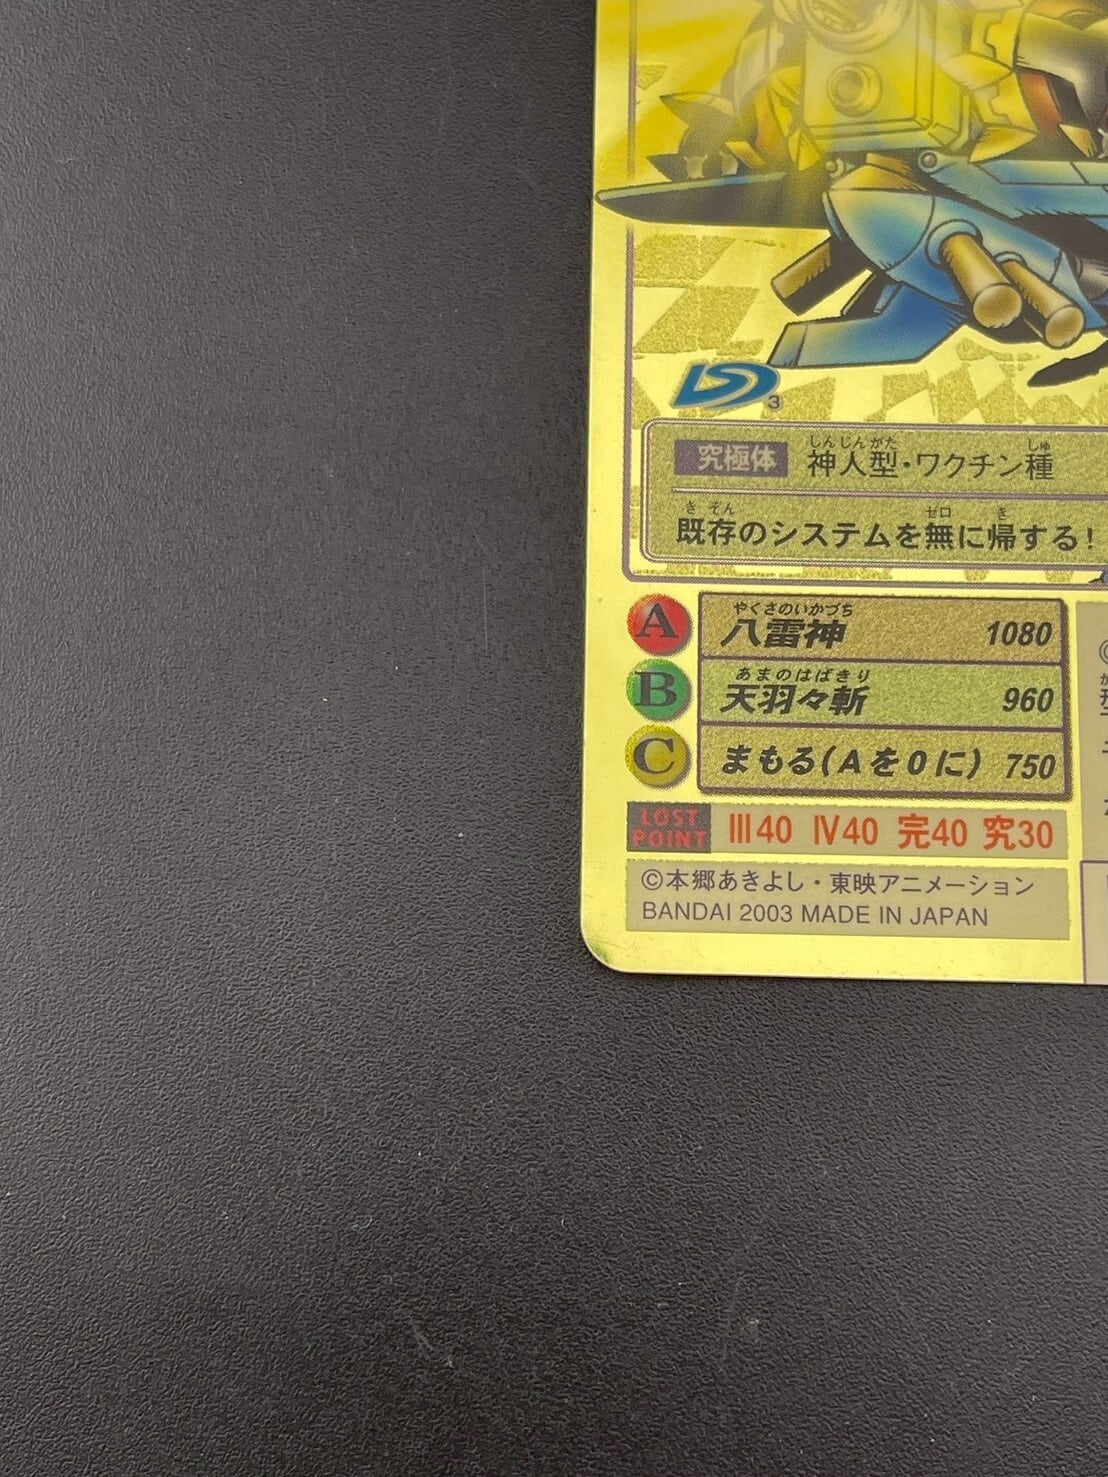 3
究極体 神人型・ワクチン種
しんじんがた しゅ
既存のシステムを無に帰する!
きそん ゼロ き
A 八雷神 1080
やくさのいかづち
B 天羽々斬 960
あまのはばきり
C まもる(Aを0に) 750
LOST POINT Ⅲ40 Ⅳ40 完40 究30
©本郷あきよし・東映アニメーション
BANDAI 2003 MADE IN JAPAN